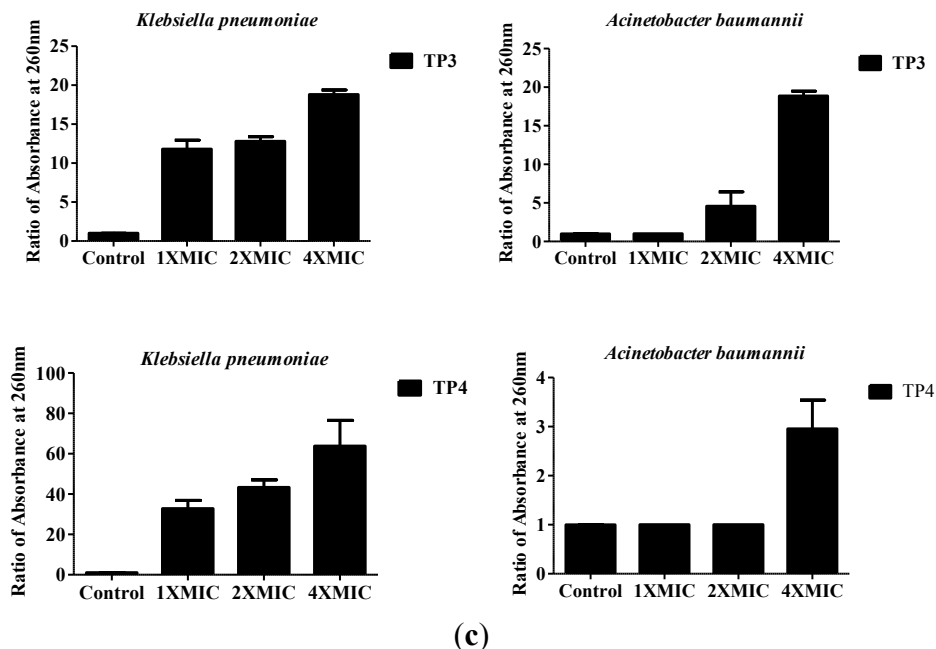 Klebsiella pneumoniae
Ratio of Absorbance at 260nm
25
20
15
10
5
0
Control 1XMIC 2XMIC 4XMIC
TP3
Acinetobacter baumannii
Ratio of Absorbance at 260nm
25
20
15
10
5
0
Control 1XMIC 2XMIC 4XMIC
TP3
Klebsiella pneumoniae
Ratio of Absorbance at 260nm
100
80
60
40
20
0
Control 1XMIC 2XMIC 4XMIC
TP4
Acinetobacter baumannii
Ratio of Absorbance at 260nm
4
3
2
1
0
Control 1XMIC 2XMIC 4XMIC
TP4
(c)